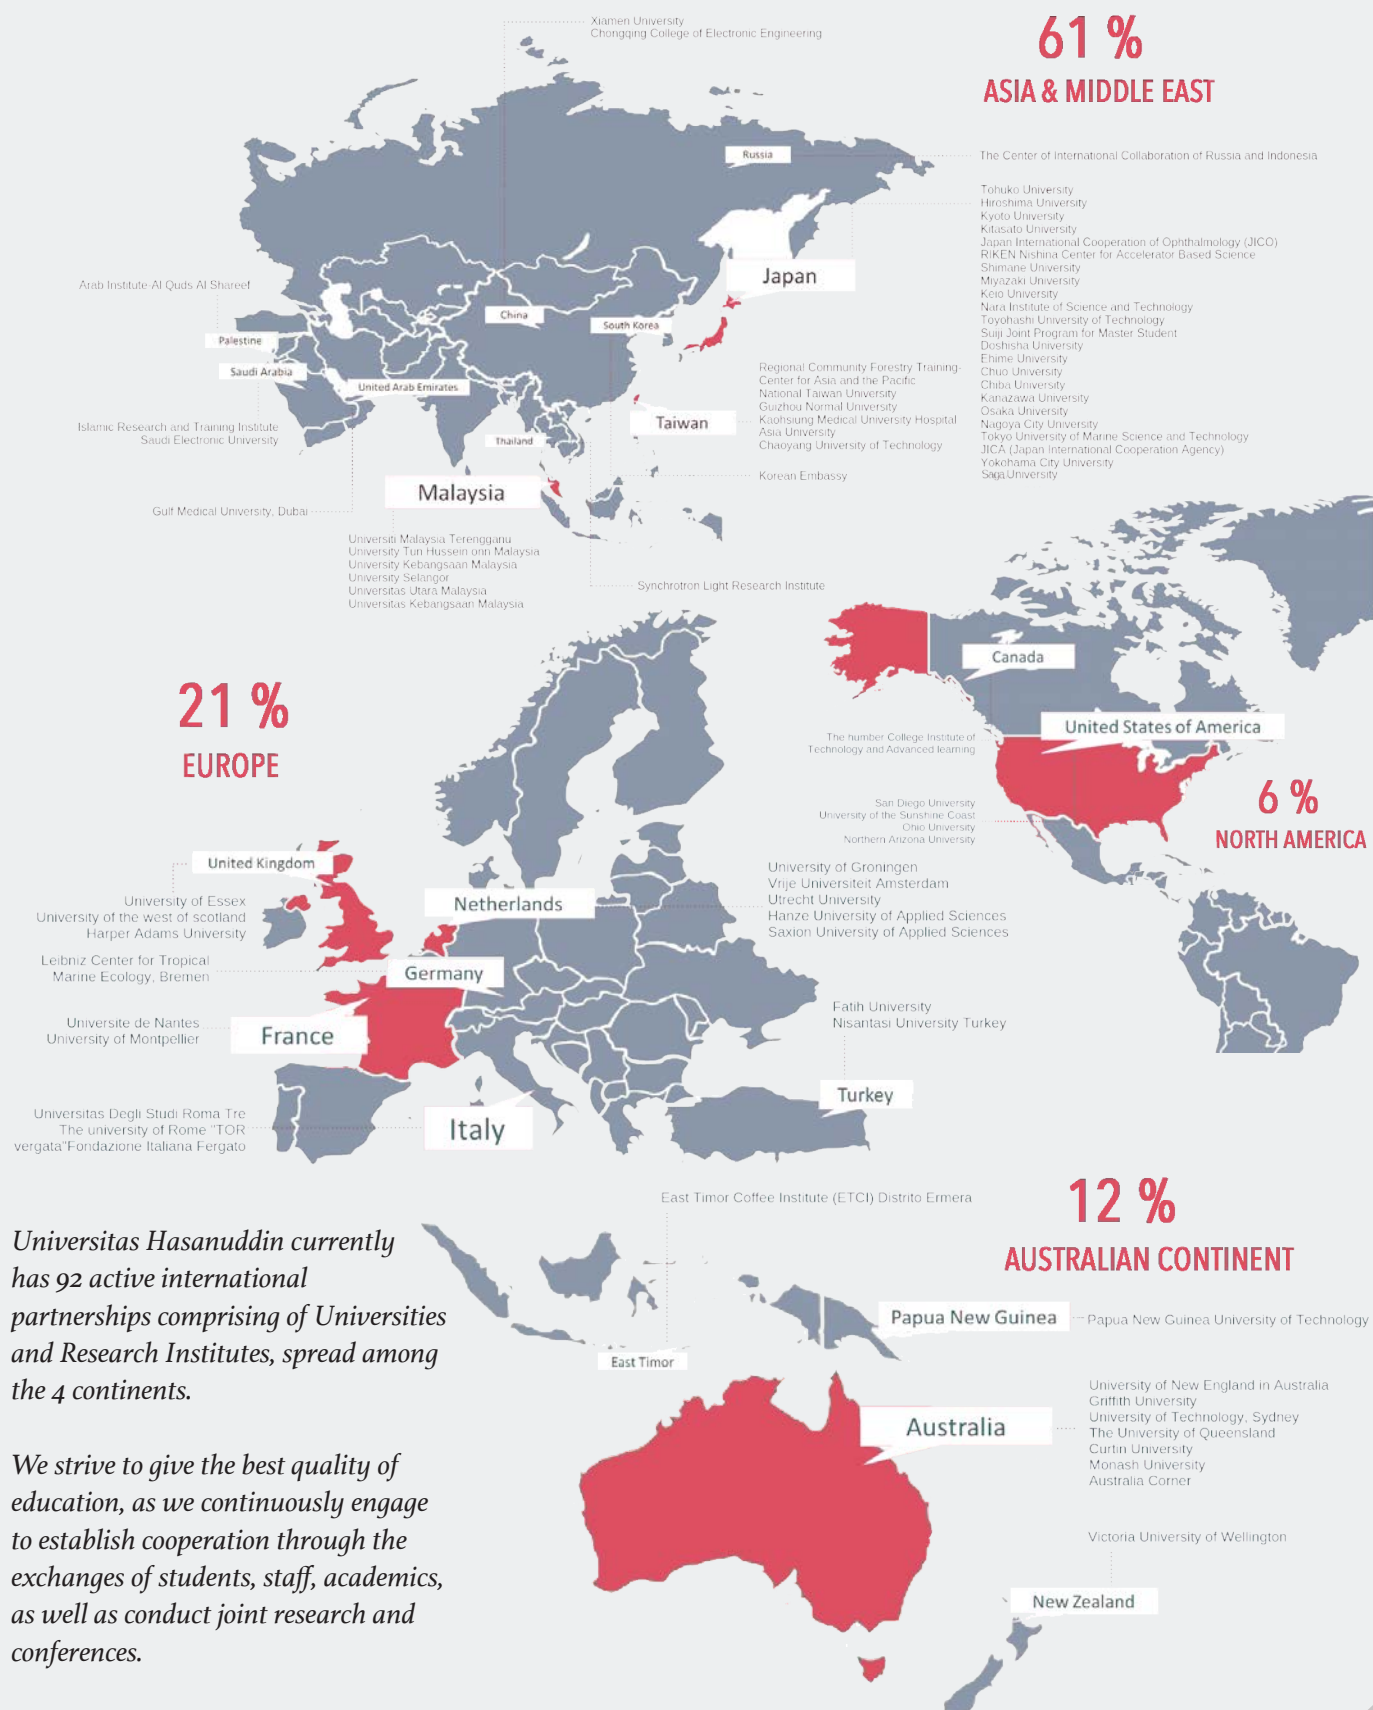 Xiamen University
Chongqing College of Electronic Engineering
61 %
ASIA & MIDDLE EAST
Russia
The Center of International Collaboration of Russia and Indonesia
Tohuko University
Hiroshima University
Kyoto University
Kitasato University
Japan International Cooperation of Ophthalmology (JICO)
RIKEN Nishina Center for Accelerator Based Science
Shimane University
Miyazaki University
Keio University
Nara Institute of Science and Technology
Toyohashi University of Technology
Suiji Joint Program for Master Student
Doshisha University
Ehime University
Chuo University
Chiba University
Kanazawa University
Osaka University
Nagoya City University
Tokyo University of Marine Science and Technology
JICA (Japan International Cooperation Agency)
Yokohama City University
Saga University
Japan
Arab Institute-Al Quds Al Shareef
China
South Korea
Palestine
Saudi Arabia
United Arab Emirates
Regional Community Forestry Training-
Center for Asia and the Pacific
National Taiwan University
Guizhou Normal University
Kaohsiung Medical University Hospital
Asia University
Chaoyang University of Technology
Taiwan
Islamic Research and Training Institute
Saudi Electronic University
Thailand
Korean Embassy
Malaysia
Gulf Medical University, Dubai
Universiti Malaysia Terengganu
University Tun Hussein onn Malaysia
University Kebangsaan Malaysia
University Selangor
Universitas Utara Malaysia
Universitas Kebangsaan Malaysia
Synchrotron Light Research Institute
Canada
United States of America
The humber College Institute of
Technology and Advanced learning
San Diego University
University of the Sunshine Coast
Ohio University
Northern Arizona University
6 %
NORTH AMERICA
21 %
EUROPE
United Kingdom
University of Essex
University of the west of scotland
Harper Adams University
Netherlands
University of Groningen
Vrije Universiteit Amsterdam
Utrecht University
Hanze University of Applied Sciences
Saxion University of Applied Sciences
Leibniz Center for Tropical
Marine Ecology, Bremen
Germany
Universite de Nantes
University of Montpellier
France
Fatih University
Nisantasi University Turkey
Turkey
Universitas Degli Studi Roma Tre
The university of Rome "TOR
vergata"Fondazione Italiana Fergato
Italy
East Timor Coffee Institute (ETCI) Distrito Ermera
12 %
AUSTRALIAN CONTINENT
Papua New Guinea
Papua New Guinea University of Technology
East Timor
Australia
University of New England in Australia
Griffith University
University of Technology, Sydney
The University of Queensland
Curtin University
Monash University
Australia Corner
Victoria University of Wellington
New Zealand
Universitas Hasanuddin currently
has 92 active international
partnerships comprising of Universities
and Research Institutes, spread among
the 4 continents.
We strive to give the best quality of
education, as we continuously engage
to establish cooperation through the
exchanges of students, staff, academics,
as well as conduct joint research and
conferences.